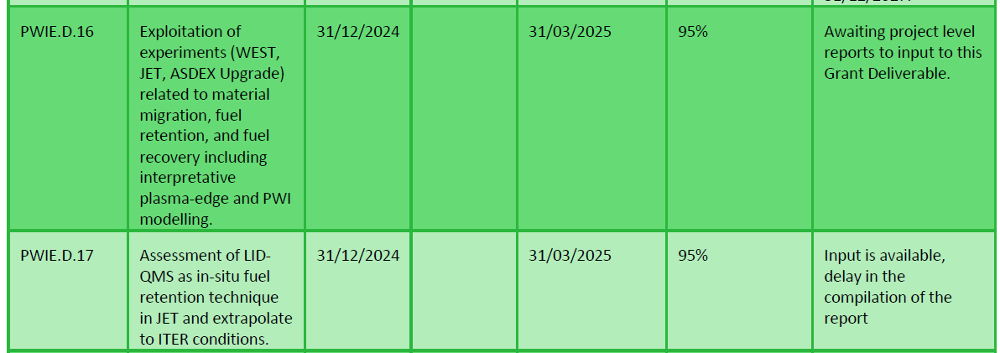 PWIE.D.16
Exploitation of
experiments (WEST,
JET, ASDEX Upgrade)
related to material
migration, fuel
retention, and fuel
recovery including
interpretative
plasma-edge and PWI
modelling.
31/12/2024
31/03/2025
95%
Awaiting project level
reports to input to this
Grant Deliverable.
PWIE.D.17
Assessment of LID-
QMS as in-situ fuel
retention technique
in JET and extrapolate
to ITER conditions.
31/12/2024
31/03/2025
95%
Input is available,
delay in the
compilation of the
report